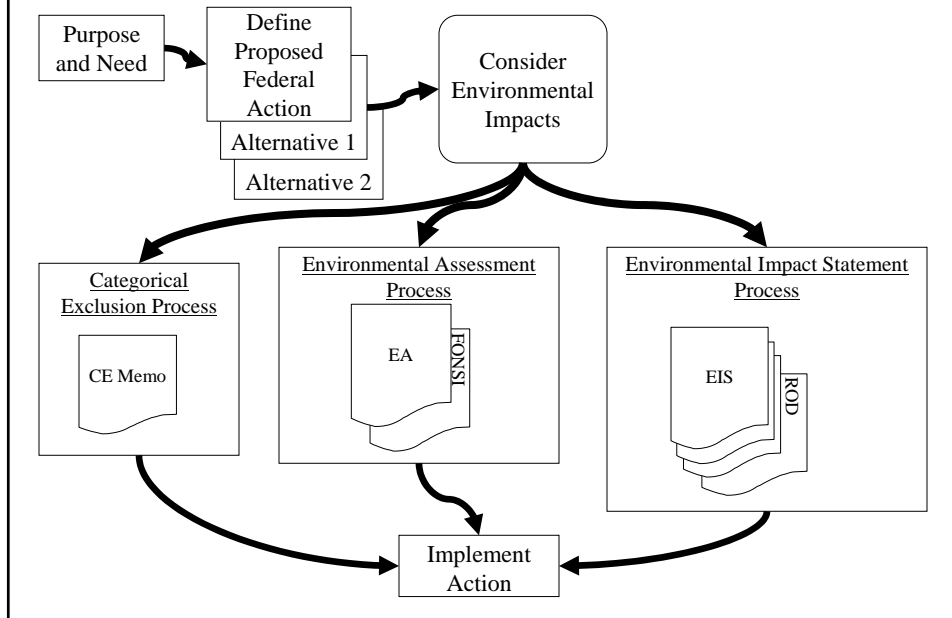 Purpose
and Need
Define
Proposed
Federal
Action
Alternative 1
Alternative 2
Consider
Environmental
Impacts
Categorical
Exclusion Process
CE Memo
Environmental Assessment
Process
EA
FONSI
Environmental Impact Statement
Process
EIS
ROD
Implement
Action